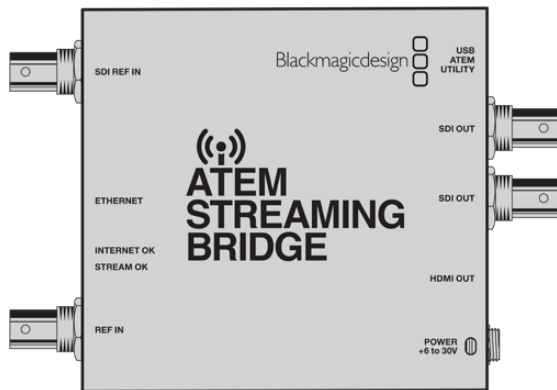 Blackmagicdesign
USB
ATEM
UTILITY
SDI REF IN
SDI OUT
ETHERNET
SDI OUT
ATEM
STREAMING
BRIDGE
INTERNET OK
STREAM OK
HDMI OUT
REF IN
POWER
+6 to 30V